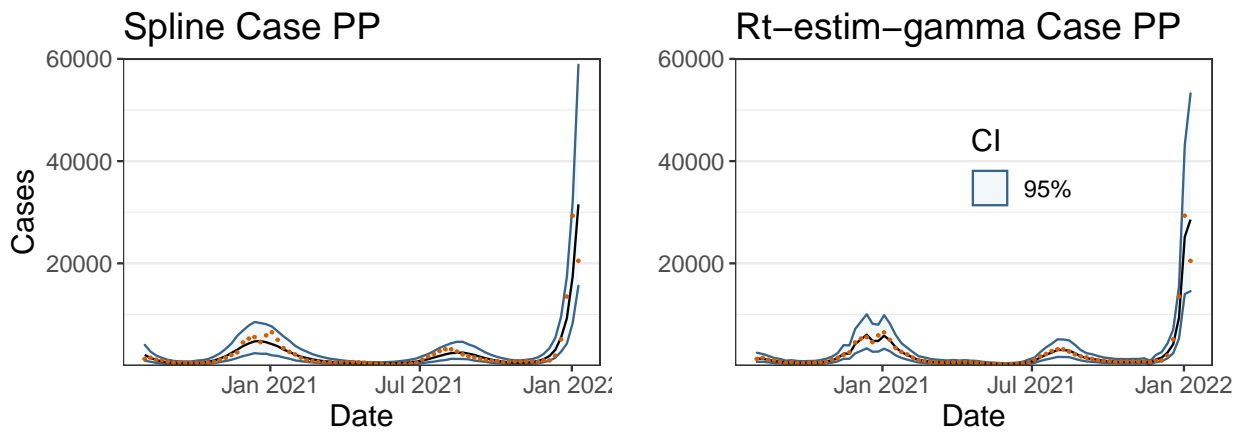 Spline Case PP
Rt−estim−gamma Case PP
Cases
60000
40000
20000
Jan 2021
Jul 2021
Jan 2022
Date
60000
40000
20000
CI
95%
Jan 2021
Jul 2021
Jan 2022
Date